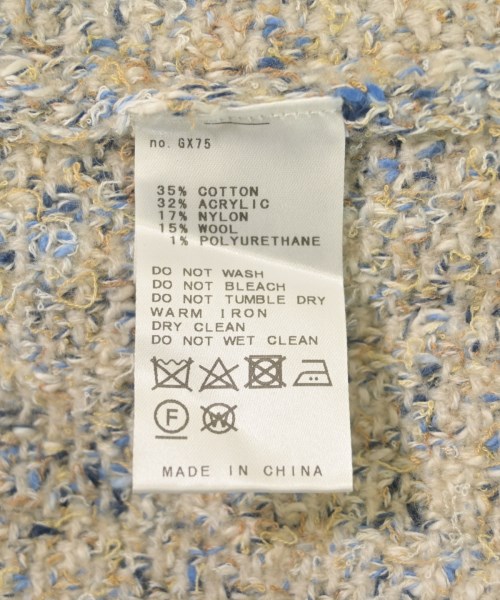 no. GX75
35% COTTON
32% ACRYLIC
17% NYLON
15% WOOL
1% POLYURETHANE
DO NOT WASH
DO NOT BLEACH
DO NOT TUMBLE DRY
WARM IRON
DRY CLEAN
DO NOT WET CLEAN
F W
MADE IN CHINA